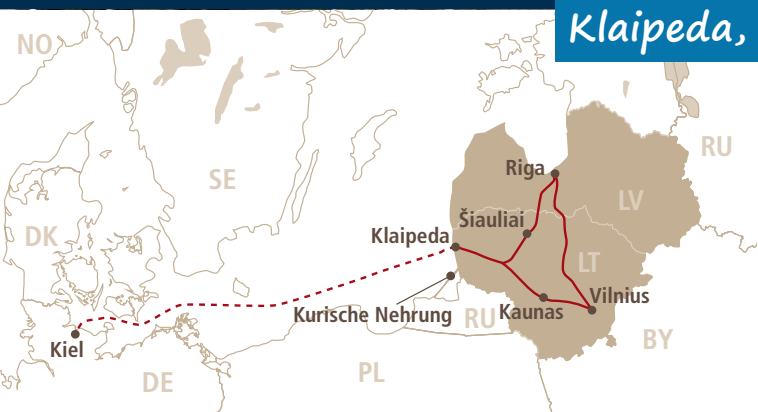 Klaipeda,
NO
RU
Riga
SE
LV
Šiauliai
DK
Klaipeda
LT
Vilnius
Kurische Nehrung
RU
Kaunas
BY
Kiel
PL
DE